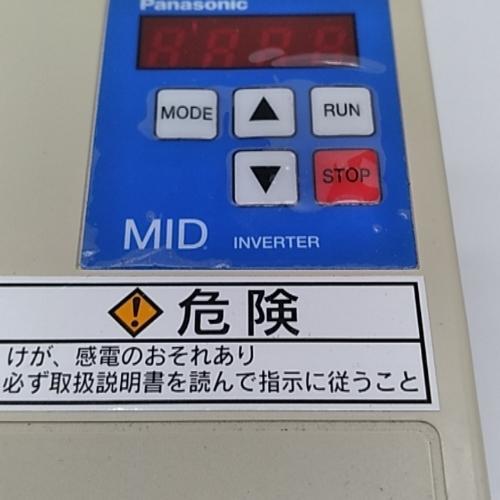 Panasonic
MODE
▲
RUN
▼
STOP
MID INVERTER
危険
けが、感電のおそれあり
必ず取扱説明書を読んで指示に従うこと